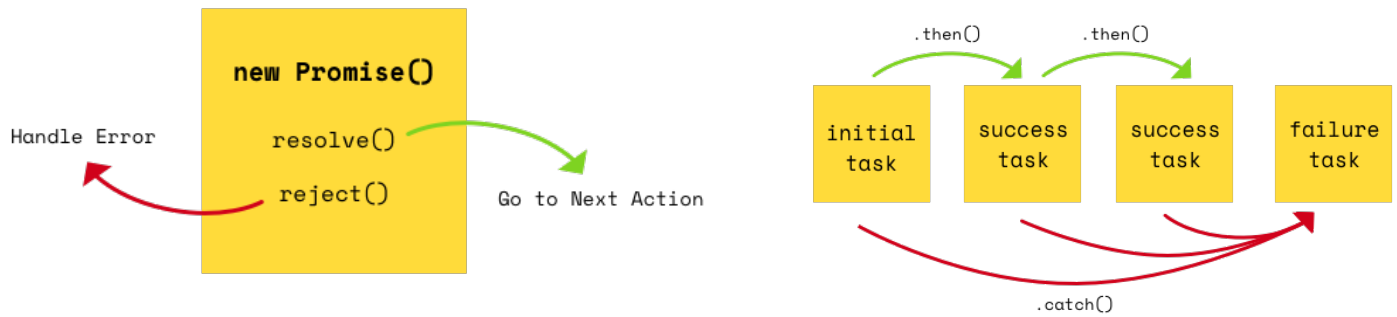 new Promise()
Handle Error
resolve()
reject()
Go to Next Action
.then()
.then()
initial
task
success
task
success
task
failure
task
.catch()